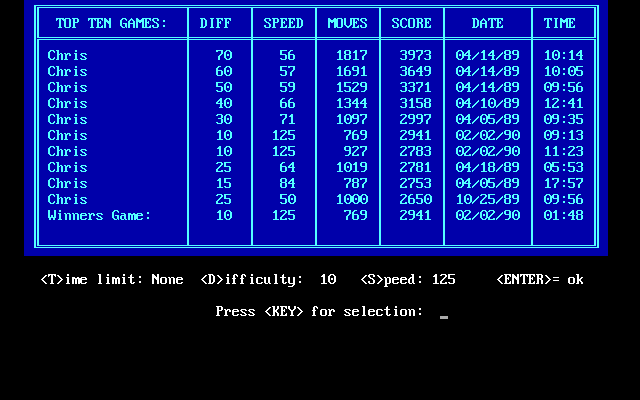 TOP TEN GAMES: DIFF SPEED MOVES SCORE DATE TIME
Chris 70 56 1817 3973 04/14/89 10:14
Chris 60 57 1691 3649 04/14/89 10:05
Chris 50 59 1529 3371 04/14/89 09:56
Chris 40 66 1344 3158 04/10/89 12:41
Chris 30 71 1097 2997 04/05/89 09:35
Chris 10 125 769 2941 02/02/90 09:13
Chris 10 125 927 2783 02/02/90 11:23
Chris 25 64 1019 2781 04/18/89 05:53
Chris 15 84 787 2753 04/05/89 17:57
Chris 25 50 1000 2650 10/25/89 09:56
Winners Game: 10 125 769 2941 02/02/90 01:48
<T>ime limit: None <D>ifficulty: 10 <S>peed: 125 <ENTER>= ok
Press <KEY> for selection: _